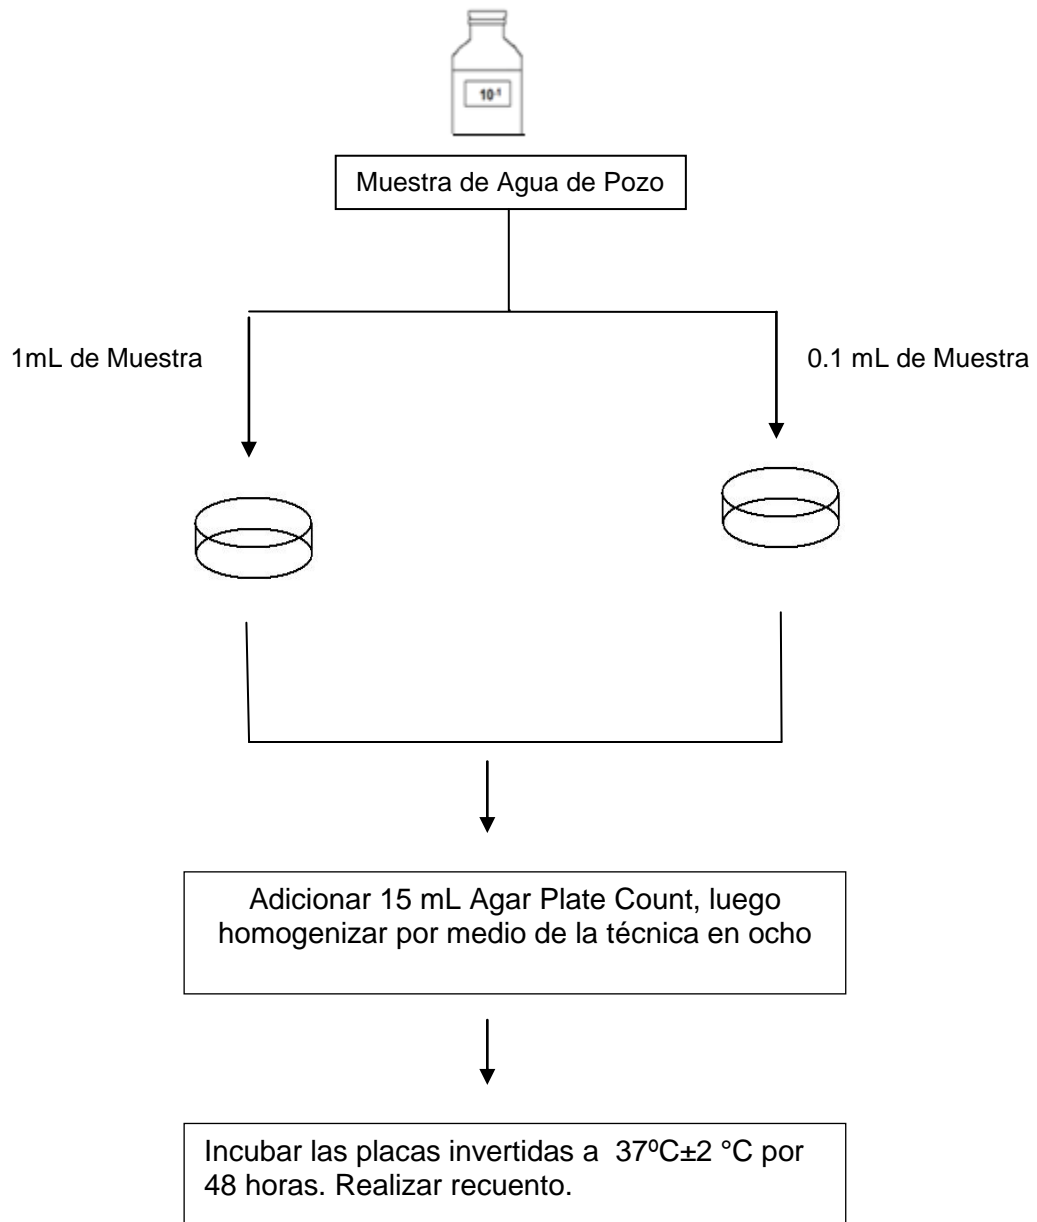 10⁻¹
Muestra de Agua de Pozo
1mL de Muestra
0.1 mL de Muestra
Adicionar 15 mL Agar Plate Count, luego
homogenizar por medio de la técnica en ocho
Incubar las placas invertidas a  37ºC±2 °C por
48 horas. Realizar recuento.